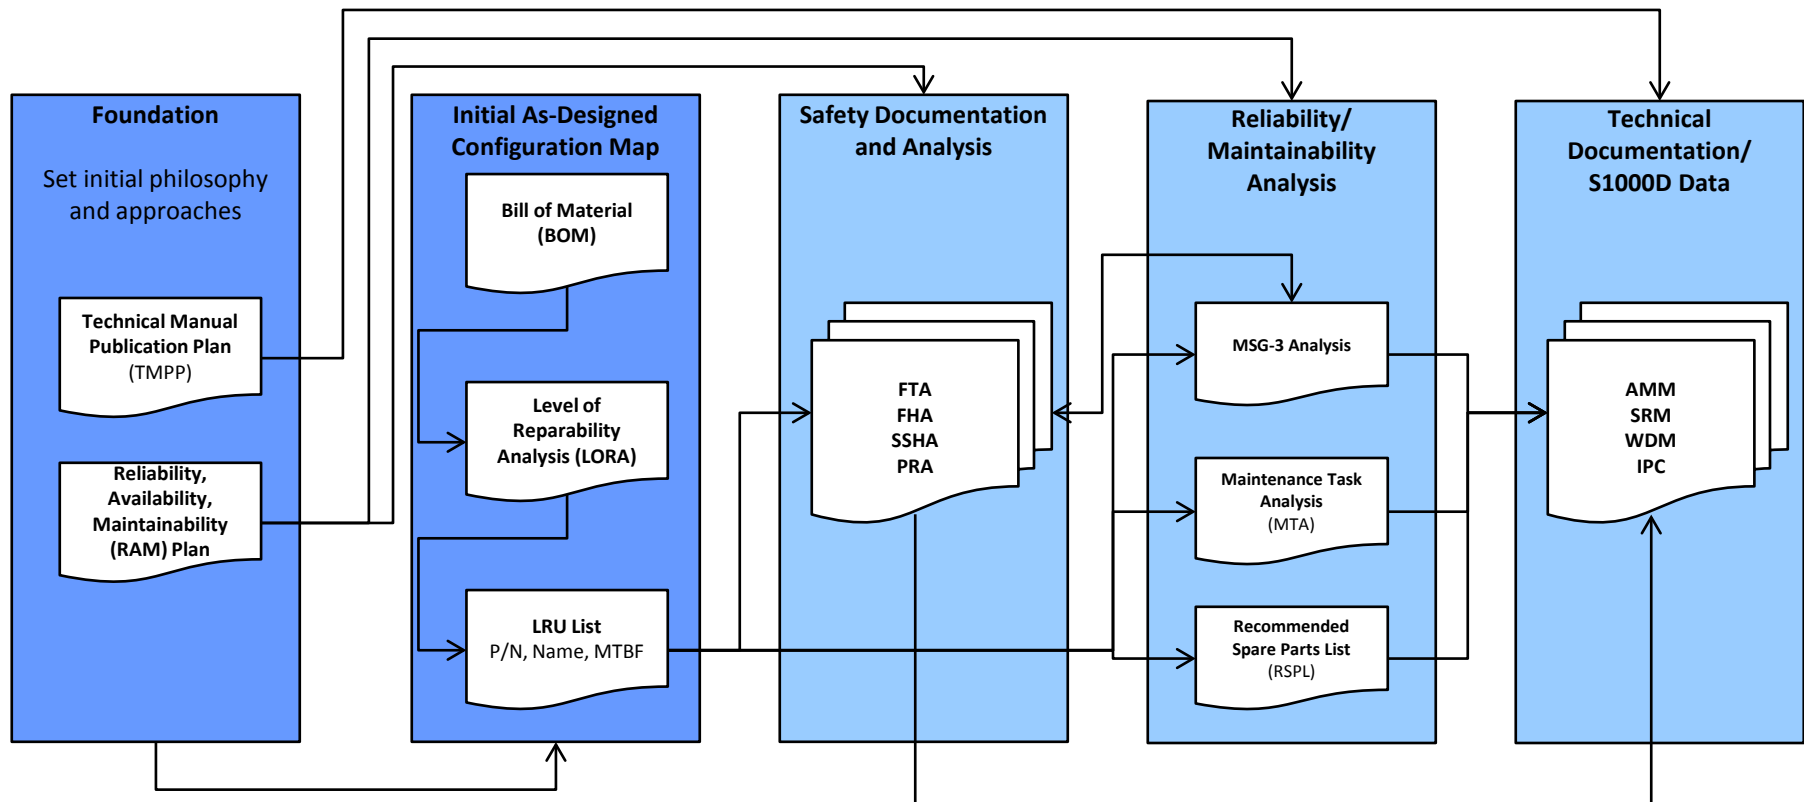 Foundation
Set initial philosophy
and approaches
Technical Manual
Publication Plan
(TMPP)
Reliability,
Availability,
Maintainability
(RAM) Plan
Initial As-Designed
Configuration Map
Bill of Material
(BOM)
Level of
Reparability
Analysis (LORA)
LRU List
P/N, Name, MTBF
Safety Documentation
and Analysis
FTA
FHA
SSHA
PRA
Reliability/
Maintainability
Analysis
MSG-3 Analysis
Maintenance Task
Analysis
(MTA)
Recommended
Spare Parts List
(RSPL)
Technical
Documentation/
S1000D Data
AMM
SRM
WDM
IPC